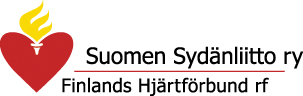 Suomen Sydänliitto ry
Finlands Hjärtförbund rf